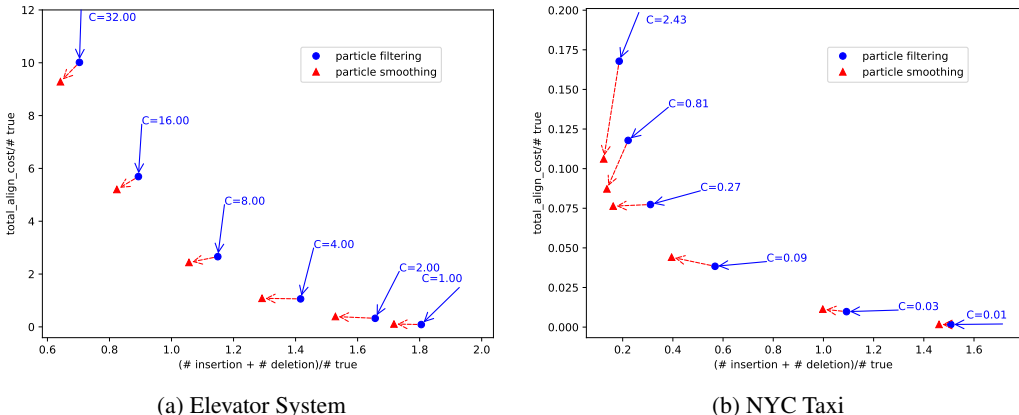 12
10
8
6
4
2
0
total_align_cost/# true
C=32.00
C=16.00
C=8.00
C=4.00
C=2.00
C=1.00
particle filtering
particle smoothing
0.6 0.8 1.0 1.2 1.4 1.6 1.8 2.0
(# insertion + # deletion)/# true
(a) Elevator System
0.200
0.175
0.150
0.125
0.100
0.075
0.050
0.025
0.000
total_align_cost/# true
C=2.43
C=0.81
C=0.27
C=0.09
C=0.03
C=0.01
particle filtering
particle smoothing
0.2 0.4 0.6 0.8 1.0 1.2 1.4 1.6
(# insertion + # deletion)/# true
(b) NYC Taxi